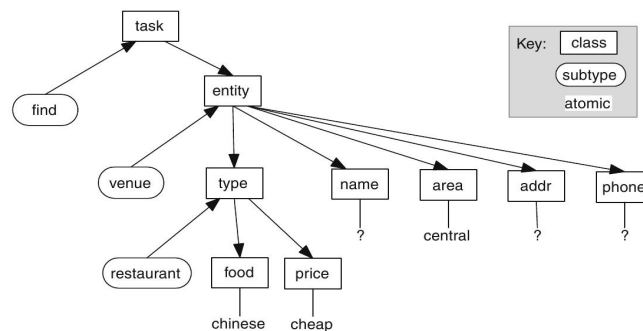 task
Key: class
subtype
atomic
find
entity
venue
type
name
area
addr
phone
?
central
?
?
restaurant
food
price
chinese
cheap